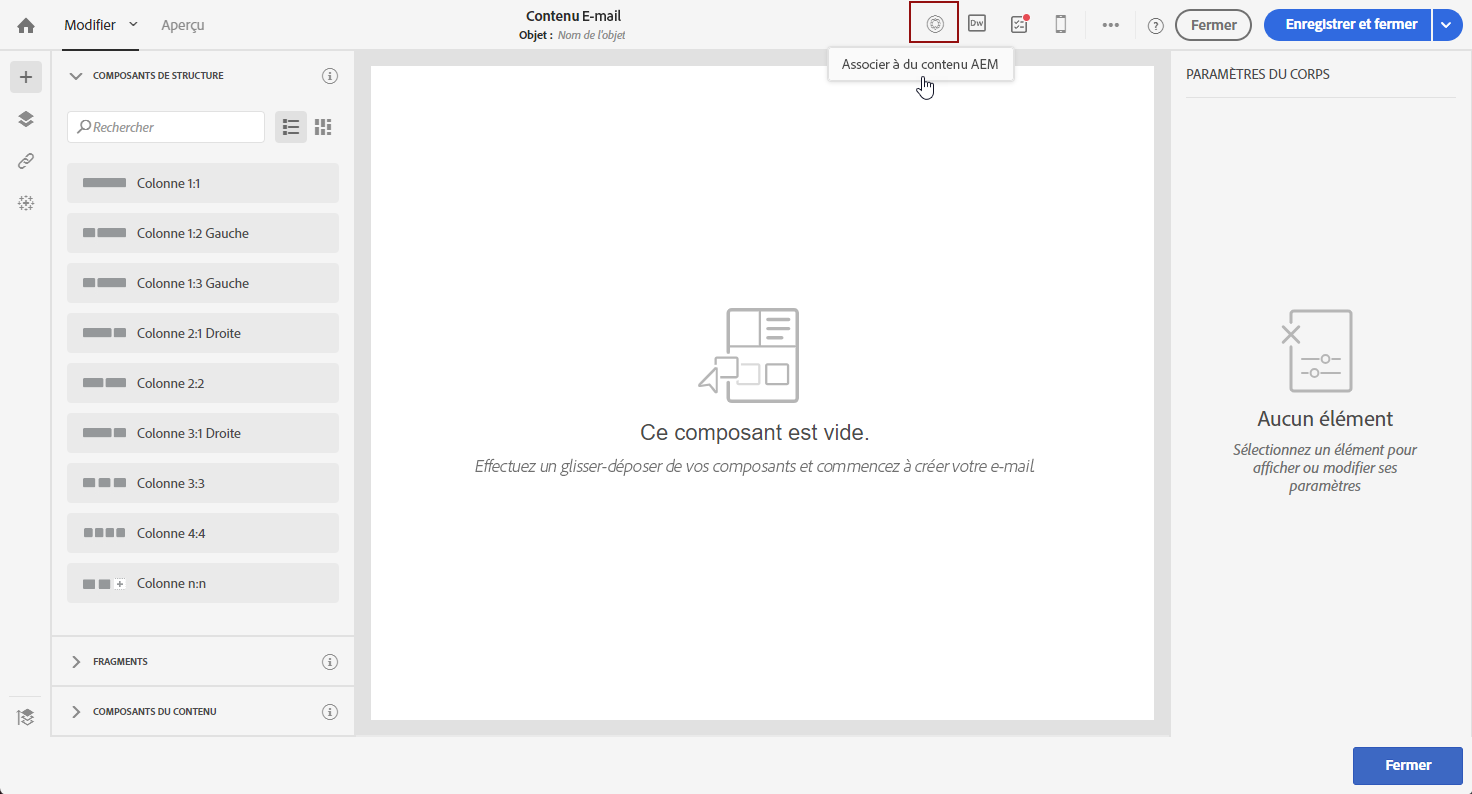 Modifier
Aperçu
Contenu E-mail
Objet : Nom de l'objet
Dw
Fermer
Enregistrer et fermer
Associer à du contenu AEM
COMPOSANTS DE STRUCTURE
Rechercher
Colonne 1:1
Colonne 1:2 Gauche
Colonne 1:3 Gauche
Colonne 2:1 Droite
Colonne 2:2
Colonne 3:1 Droite
Colonne 3:3
Colonne 4:4
Colonne n:n
FRAGMENTS
COMPOSANTS DU CONTENU
Ce composant est vide.
Effectuez un glisser-déposer de vos composants et commencez à créer votre e-mail.
PARAMÈTRES DU CORPS
Aucun élément
Sélectionnez un élément pour
afficher ou modifier ses
paramètres
Fermer